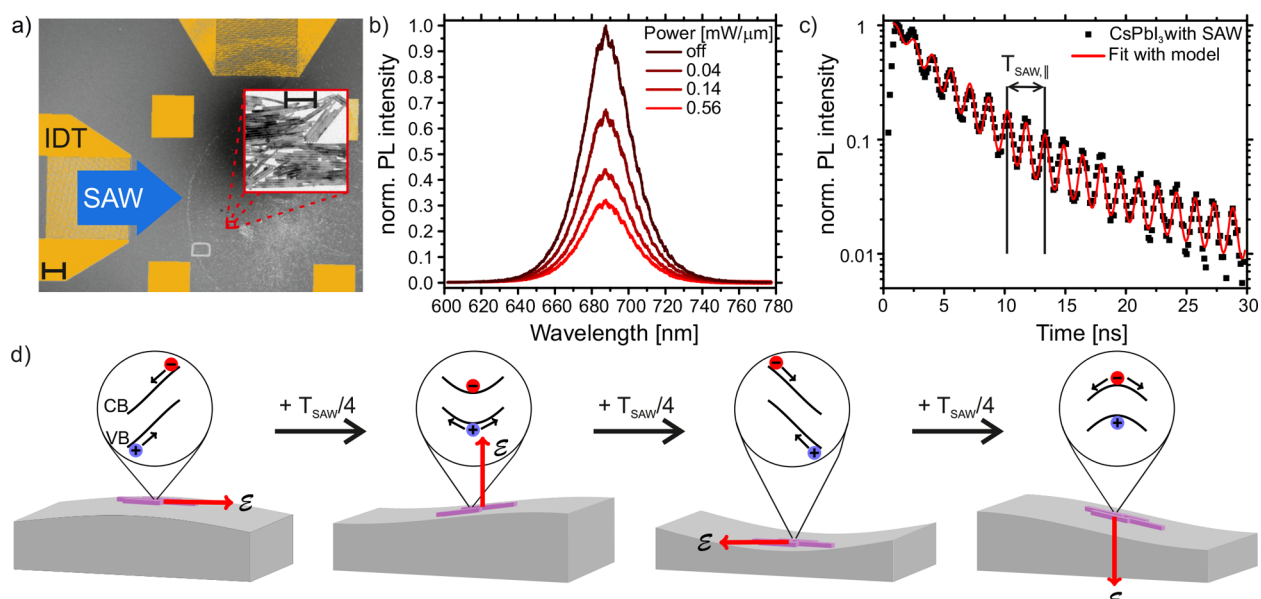 a)
IDT
SAW
b)
norm. PL intensity
1.0
0.9
0.8
0.7
0.6
0.5
0.4
0.3
0.2
0.1
0.0
Power [mW/μm]
off
0.04
0.14
0.56
600 620 640 660 680 700 720 740 760 780
Wavelength [nm]
c)
norm. PL intensity
1
0.1
0.01
CsPbI3with SAW
Fit with model
TSAW,||
0 5 10 15 20 25 30
Time [ns]
d)
CB
VB
ℰ
+ TSAW/4
ℰ
+ TSAW/4
ℰ
+ TSAW/4
ℰ